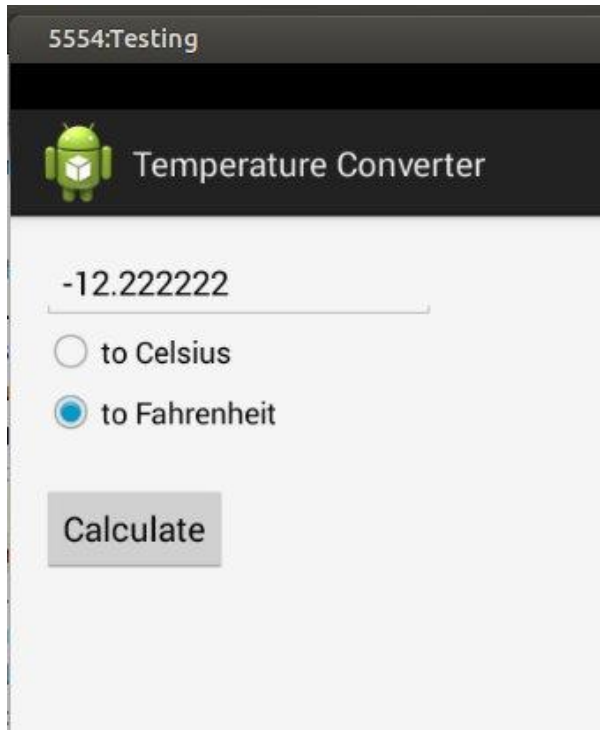 5554:Testing
Temperature Converter
-12.222222
to Celsius
to Fahrenheit
Calculate